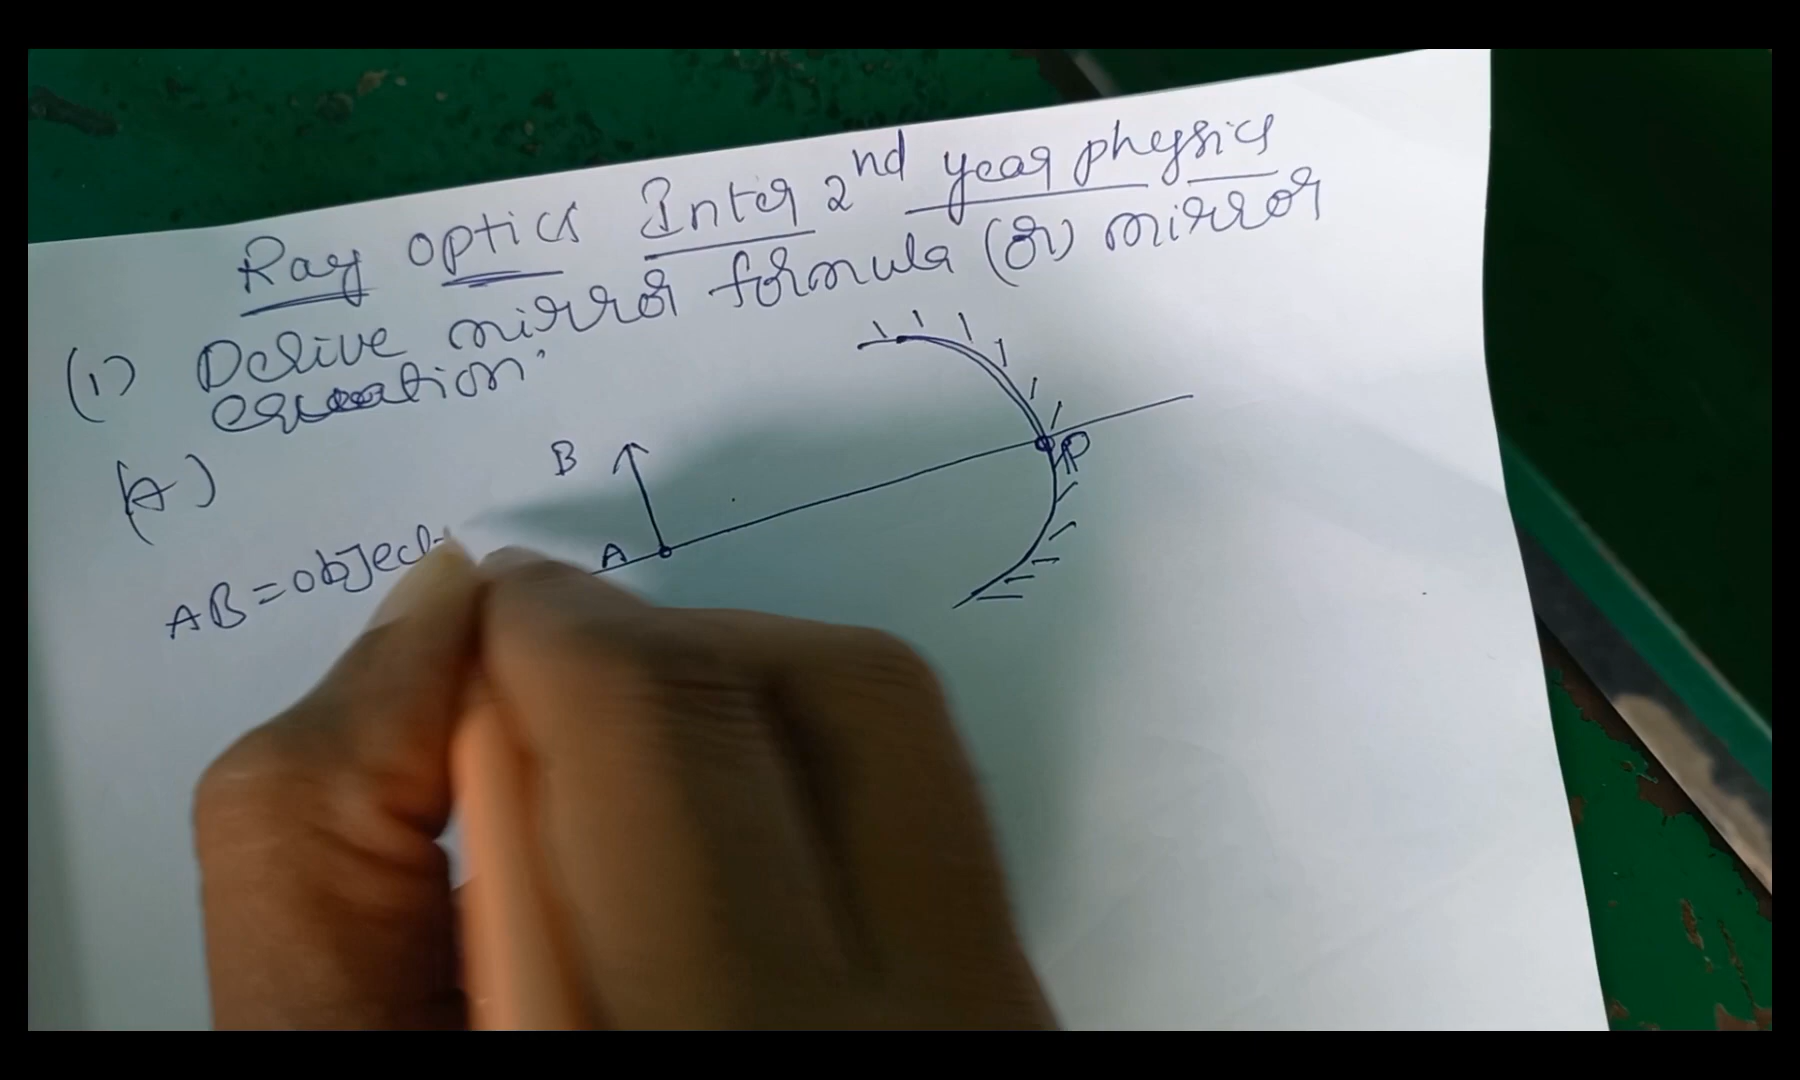 Ray optics Inter 2nd year physics
(1) Derive mirror formula (or) mirror
equation.
(A)
B
P
A
AB = object